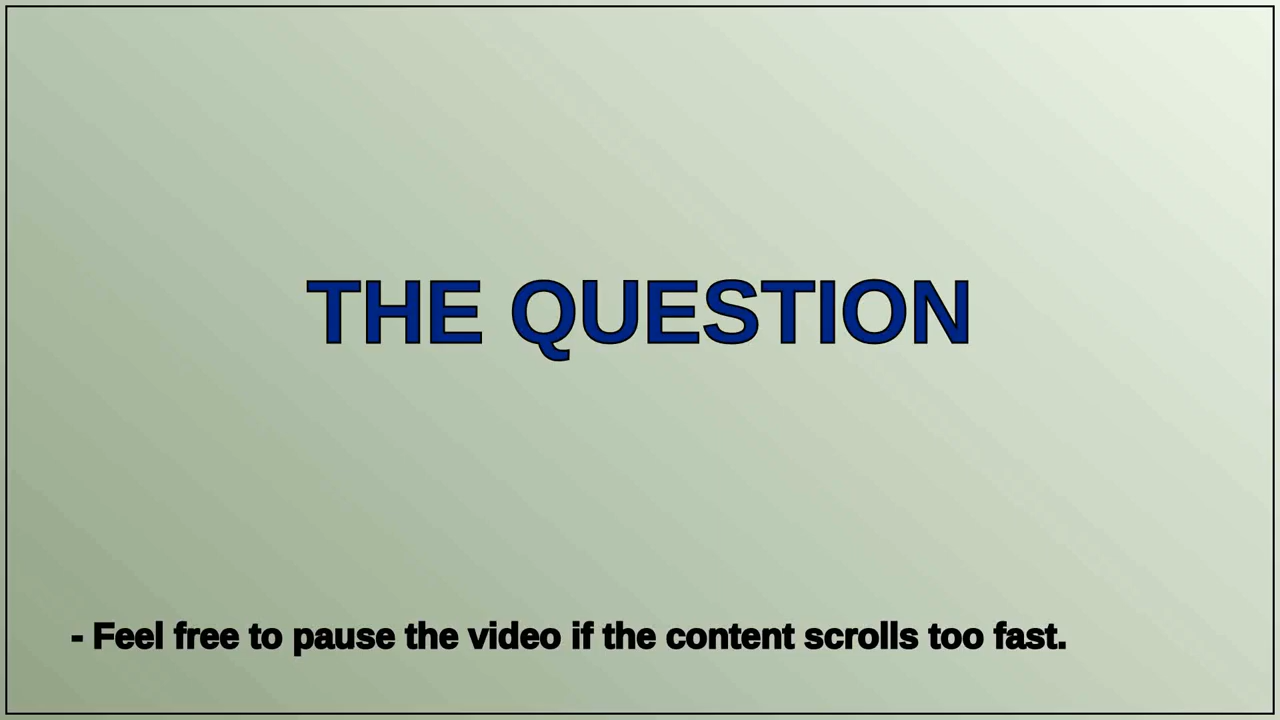 THE QUESTION
- Feel free to pause the video if the content scrolls too fast.